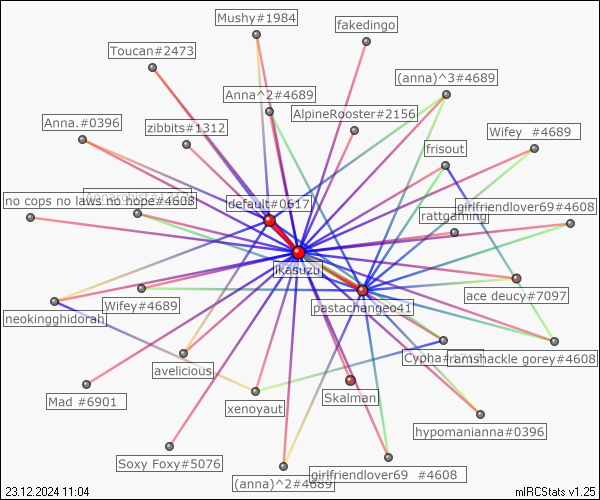 Mushy#1984
fakedingo
Toucan#2473
(anna)^3#4689
Anna^2#4689
AlpineRooster#2156
Anna.#0396
zibbits#1312
Wifey #4689
frisout
no cops no laws no hope#4608
default#0617
girlfriendlover69#4608
rattgaming
ikasuzu
Wifey#4689
ace deucy#7097
pastachangeo41
neokingghidorah
ramshackle gorey#4608
avelicious
Mad #6901
xenoyaut
Skalman
hypomanianna#0396
Soxy Foxy#5076
(anna)^2#4689
girlfriendlover69 #4608
23.12.2024 11:04
mIRCStats v1.25